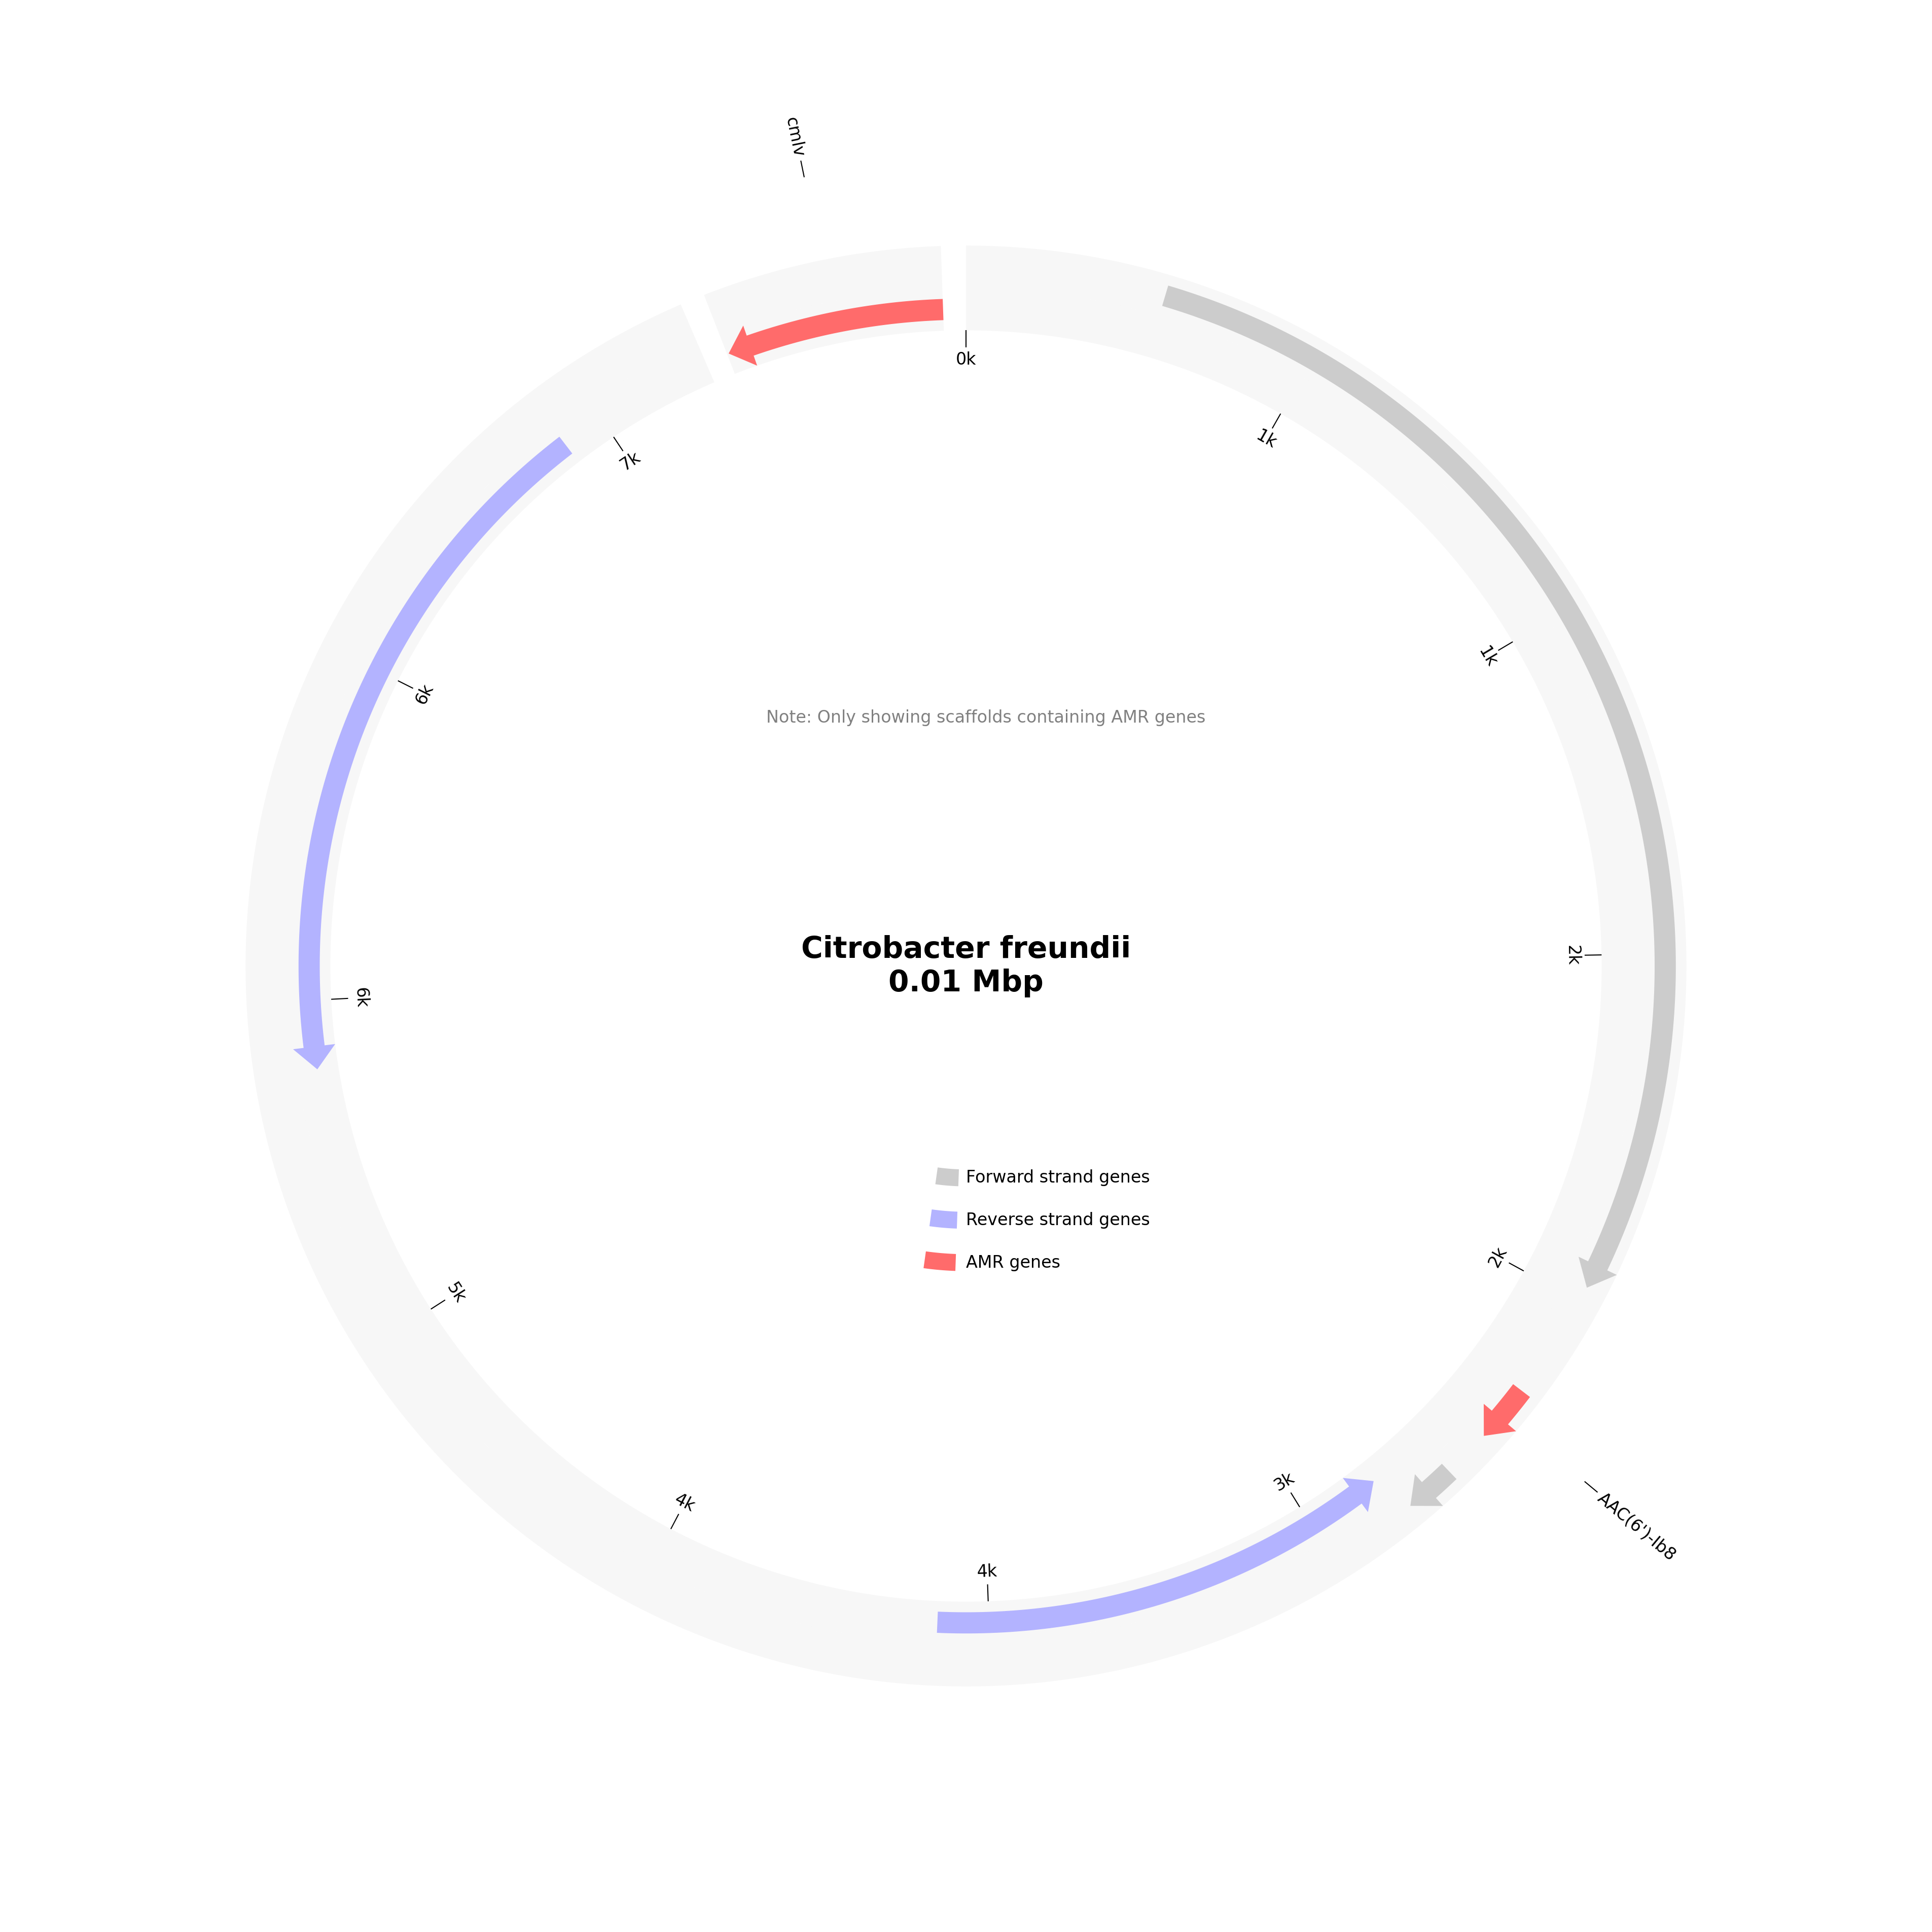 cmlv
0k
1k
7k
1k
6k
Note: Only showing scaffolds containing AMR genes
Citrobacter freundii
0.01 Mbp
2k
6k
Forward strand genes
Reverse strand genes
AMR genes
2k
5k
3k
4k
AAC(6')-Ib8
4k